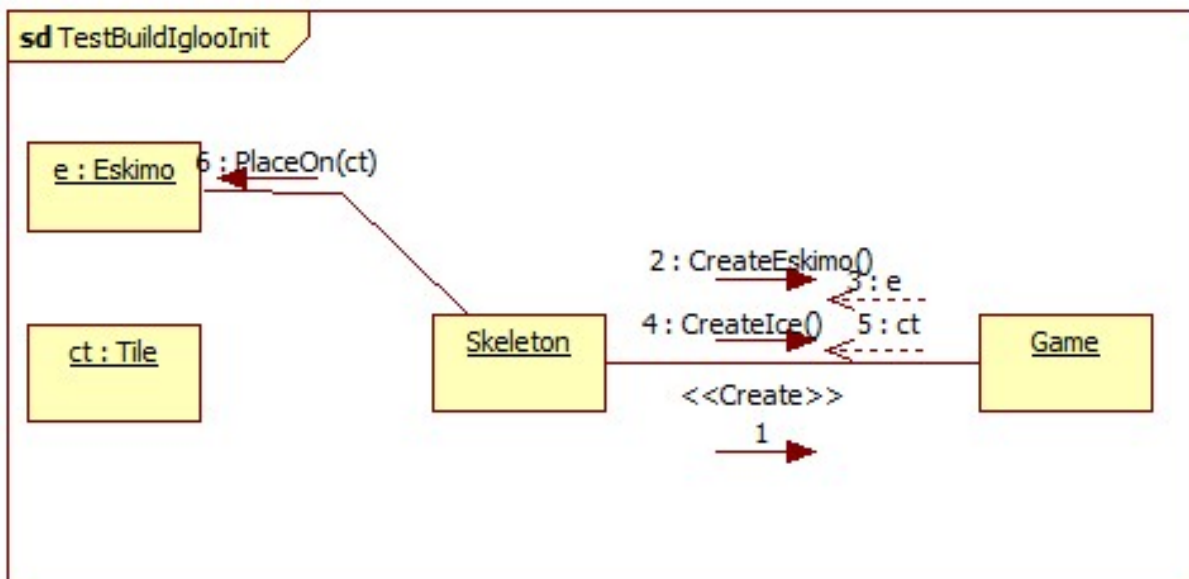 sd TestBuildIglooInit
e : Eskimo
6 : PlaceOn(ct)
2 : CreateEskimo()
3 : e
ct : Tile
Skeleton
4 : CreateIce()
5 : ct
Game
<<Create>>
1